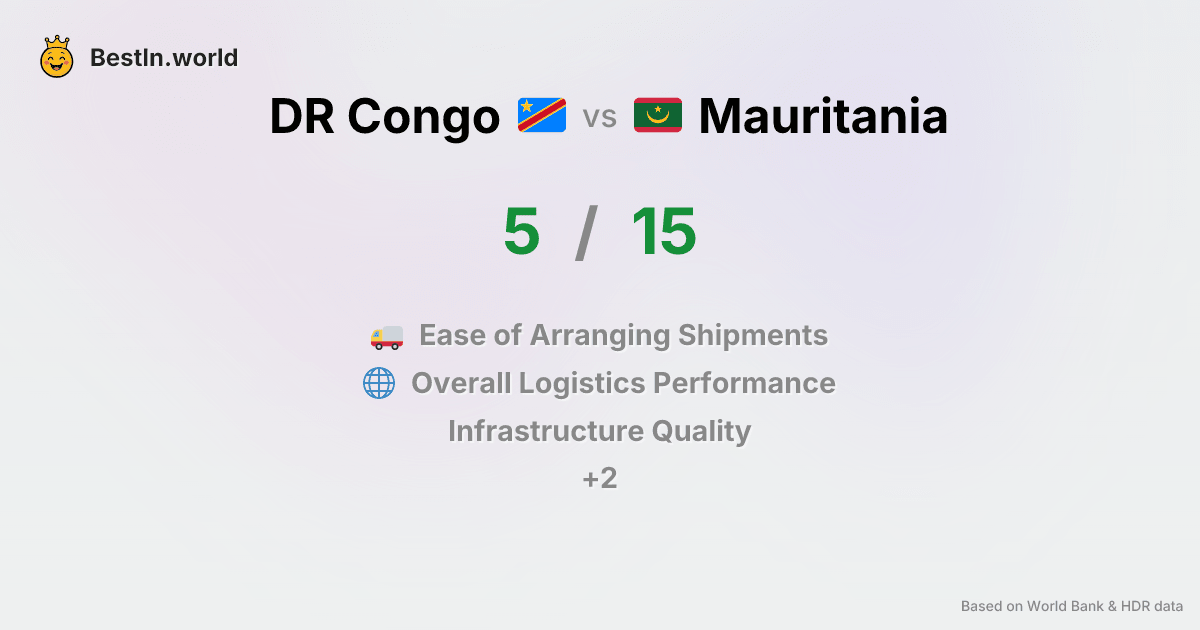 BestIn.world
DR Congo vs Mauritania
5 / 15
Ease of Arranging Shipments
Overall Logistics Performance
Infrastructure Quality
+2
Based on World Bank & HDR data